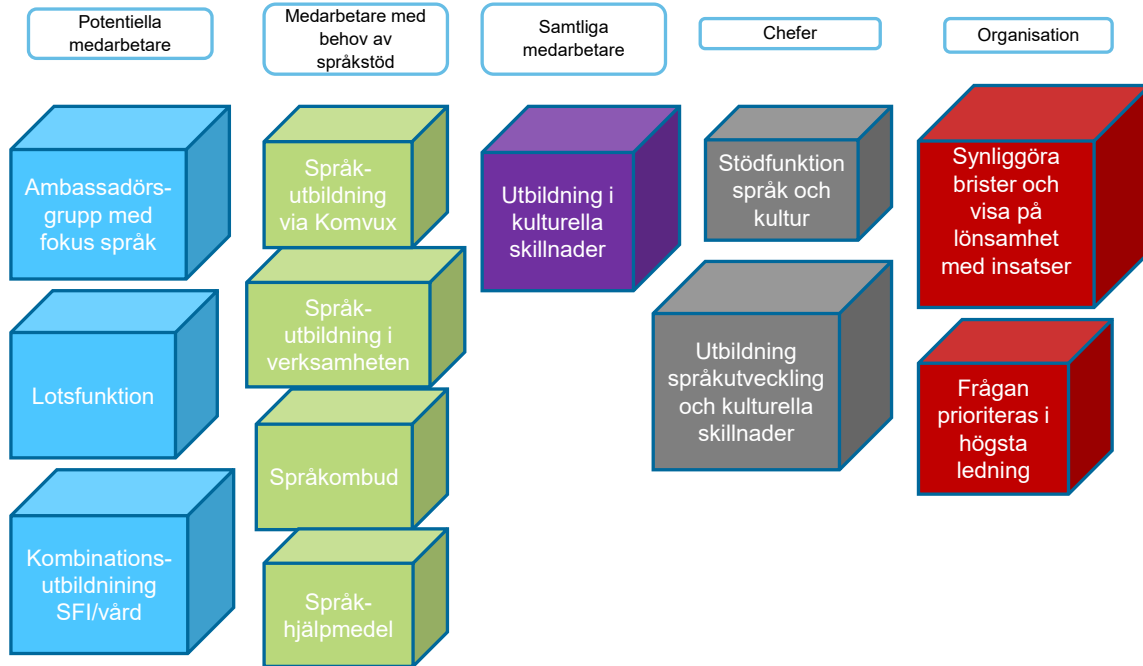 Potentiella
medarbetare
Medarbetare med
behov av
språkstöd
Samtliga
medarbetare
Chefer
Organisation
Ambassadörs-
grupp med
fokus språk
Lotsfunktion
Kombinations-
utbildnining
SFI/vård
Språk-
utbildning
via Komvux
Språk-
utbildning i
verksamheten
Språkombud
Språk-
hjälpmedel
Utbildning i
kulturella
skillnader
Stödfunktion
språk och
kultur
Utbildning
språkutveckling
och kulturella
skillnader
Synliggöra
brister och
visa på
lönsamhet
med insatser
Frågan
prioriteras i
högsta
ledning